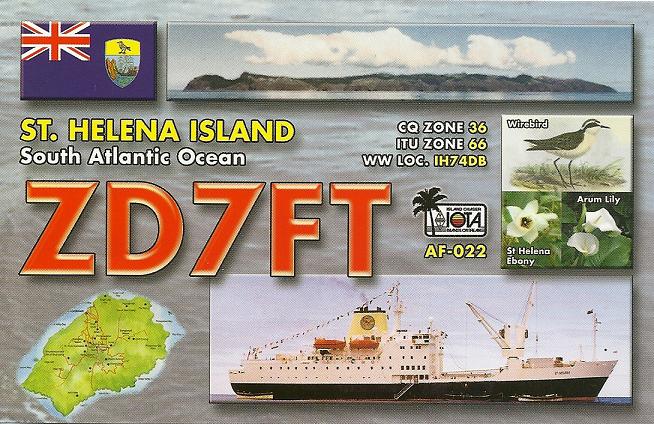 ST. HELENA ISLAND
South Atlantic Ocean
CQ ZONE 36
ITU ZONE 66
WW LOC. IH74DB
Wirebird
Arum Lily
St Helena
Ebony
ZD7FT
IOTA
AF-022